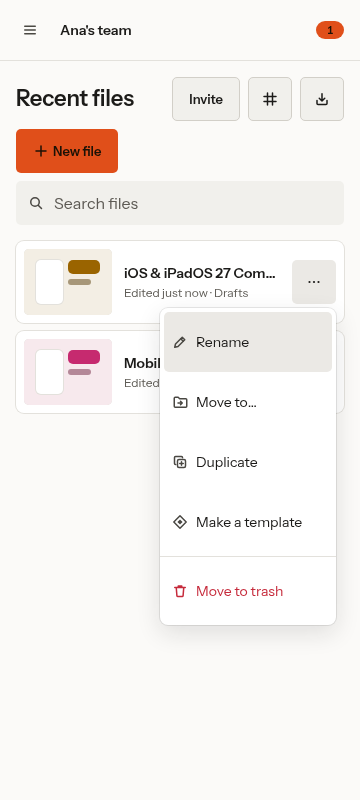 Ana's team
1
Recent files
Invite
New file
Search files
iOS & iPadOS 27 Com...
Edited just now · Drafts
Mobil
Edited
Rename
Move to...
Duplicate
Make a template
Move to trash